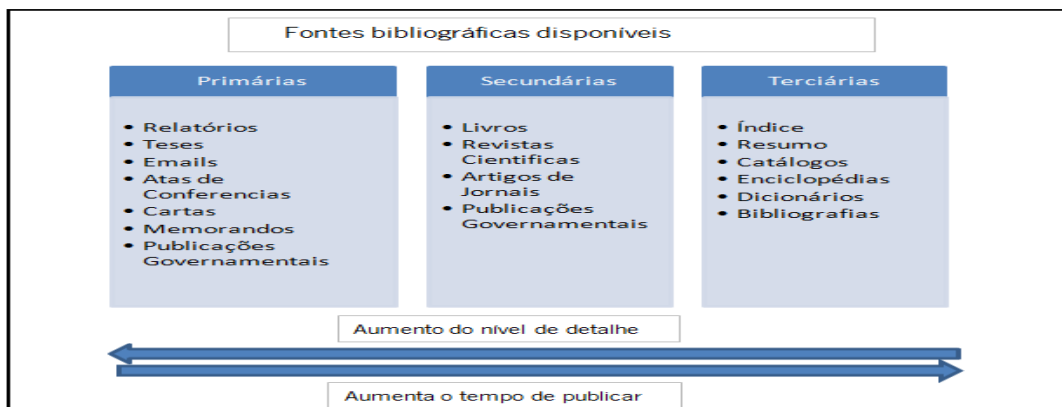 Fontes bibliográficas disponíveis
Primárias
• Relatórios
• Teses
• Emails
• Atas de
Conferencias
• Cartas
• Memorandos
• Publicações
Governamentais
Secundárias
• Livros
• Revistas
Cientificas
• Artigos de
Jornais
• Publicações
Governamentais
Terciárias
• Índice
• Resumo
• Catálogos
• Enciclopédias
• Dicionários
• Bibliografias
Aumento do nível de detalhe
Aumenta o tempo de publicar